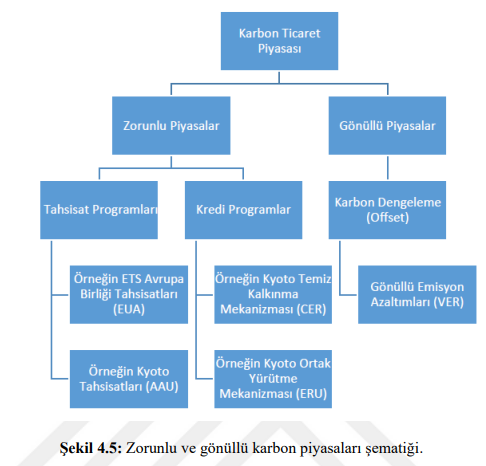 Karbon Ticaret
Piyasası
Zorunlu Piyasalar
Gönüllü Piyasalar
Tahsisat Programları
Kredi Programlar
Karbon Dengeleme
(Offset)
Örneğin ETS Avrupa
Birliği Tahsisatları
(EUA)
Örneğin Kyoto Temiz
Kalkınma
Mekanizması (CER)
Gönüllü Emisyon
Azaltımları (VER)
Örneğin Kyoto
Tahsisatları (AAU)
Örneğin Kyoto Ortak
Yürütme
Mekanizması (ERU)
Şekil 4.5: Zorunlu ve gönüllü karbon piyasaları şematiği.